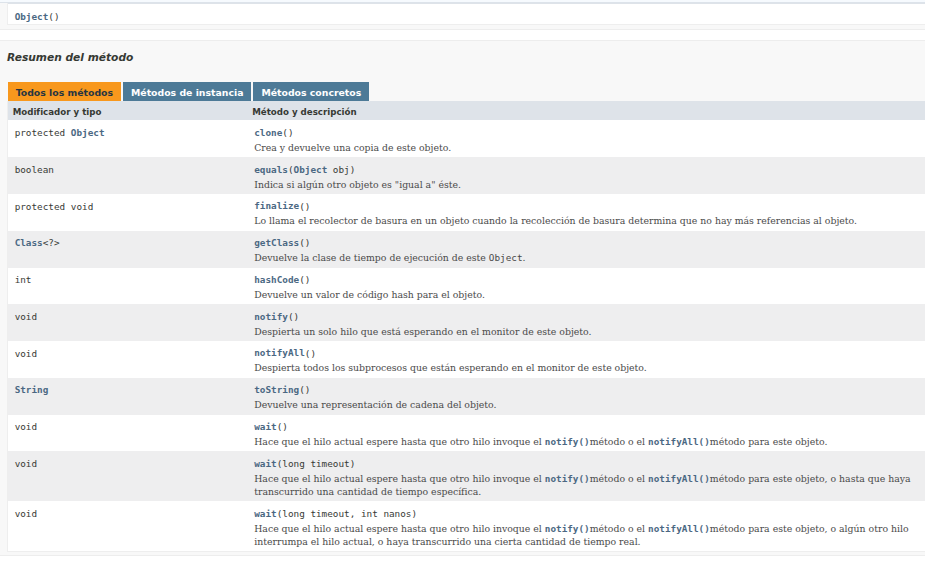 Object()
Resumen del método
Todos los métodos Métodos de instancia Métodos concretos
Modificador y tipo Método y descripción
protected Object clone()
Crea y devuelve una copia de este objeto.
boolean equals(Object obj)
Indica si algún otro objeto es "igual a" éste.
protected void finalize()
Lo llama el recolector de basura en un objeto cuando la recolección de basura determina que no hay más referencias al objeto.
Class<?> getClass()
Devuelve la clase de tiempo de ejecución de este Object.
int hashCode()
Devuelve un valor de código hash para el objeto.
void notify()
Despierta un solo hilo que está esperando en el monitor de este objeto.
void notifyAll()
Despierta todos los subprocesos que están esperando en el monitor de este objeto.
String toString()
Devuelve una representación de cadena del objeto.
void wait()
Hace que el hilo actual espere hasta que otro hilo invoque el notify()método o el notifyAll()método para este objeto.
void wait(long timeout)
Hace que el hilo actual espere hasta que otro hilo invoque el notify()método o el notifyAll()método para este objeto, o hasta que haya
transcurrido una cantidad de tiempo específica.
void wait(long timeout, int nanos)
Hace que el hilo actual espere hasta que otro hilo invoque el notify()método o el notifyAll()método para este objeto, o algún otro hilo
interrumpa el hilo actual, o haya transcurrido una cierta cantidad de tiempo real.